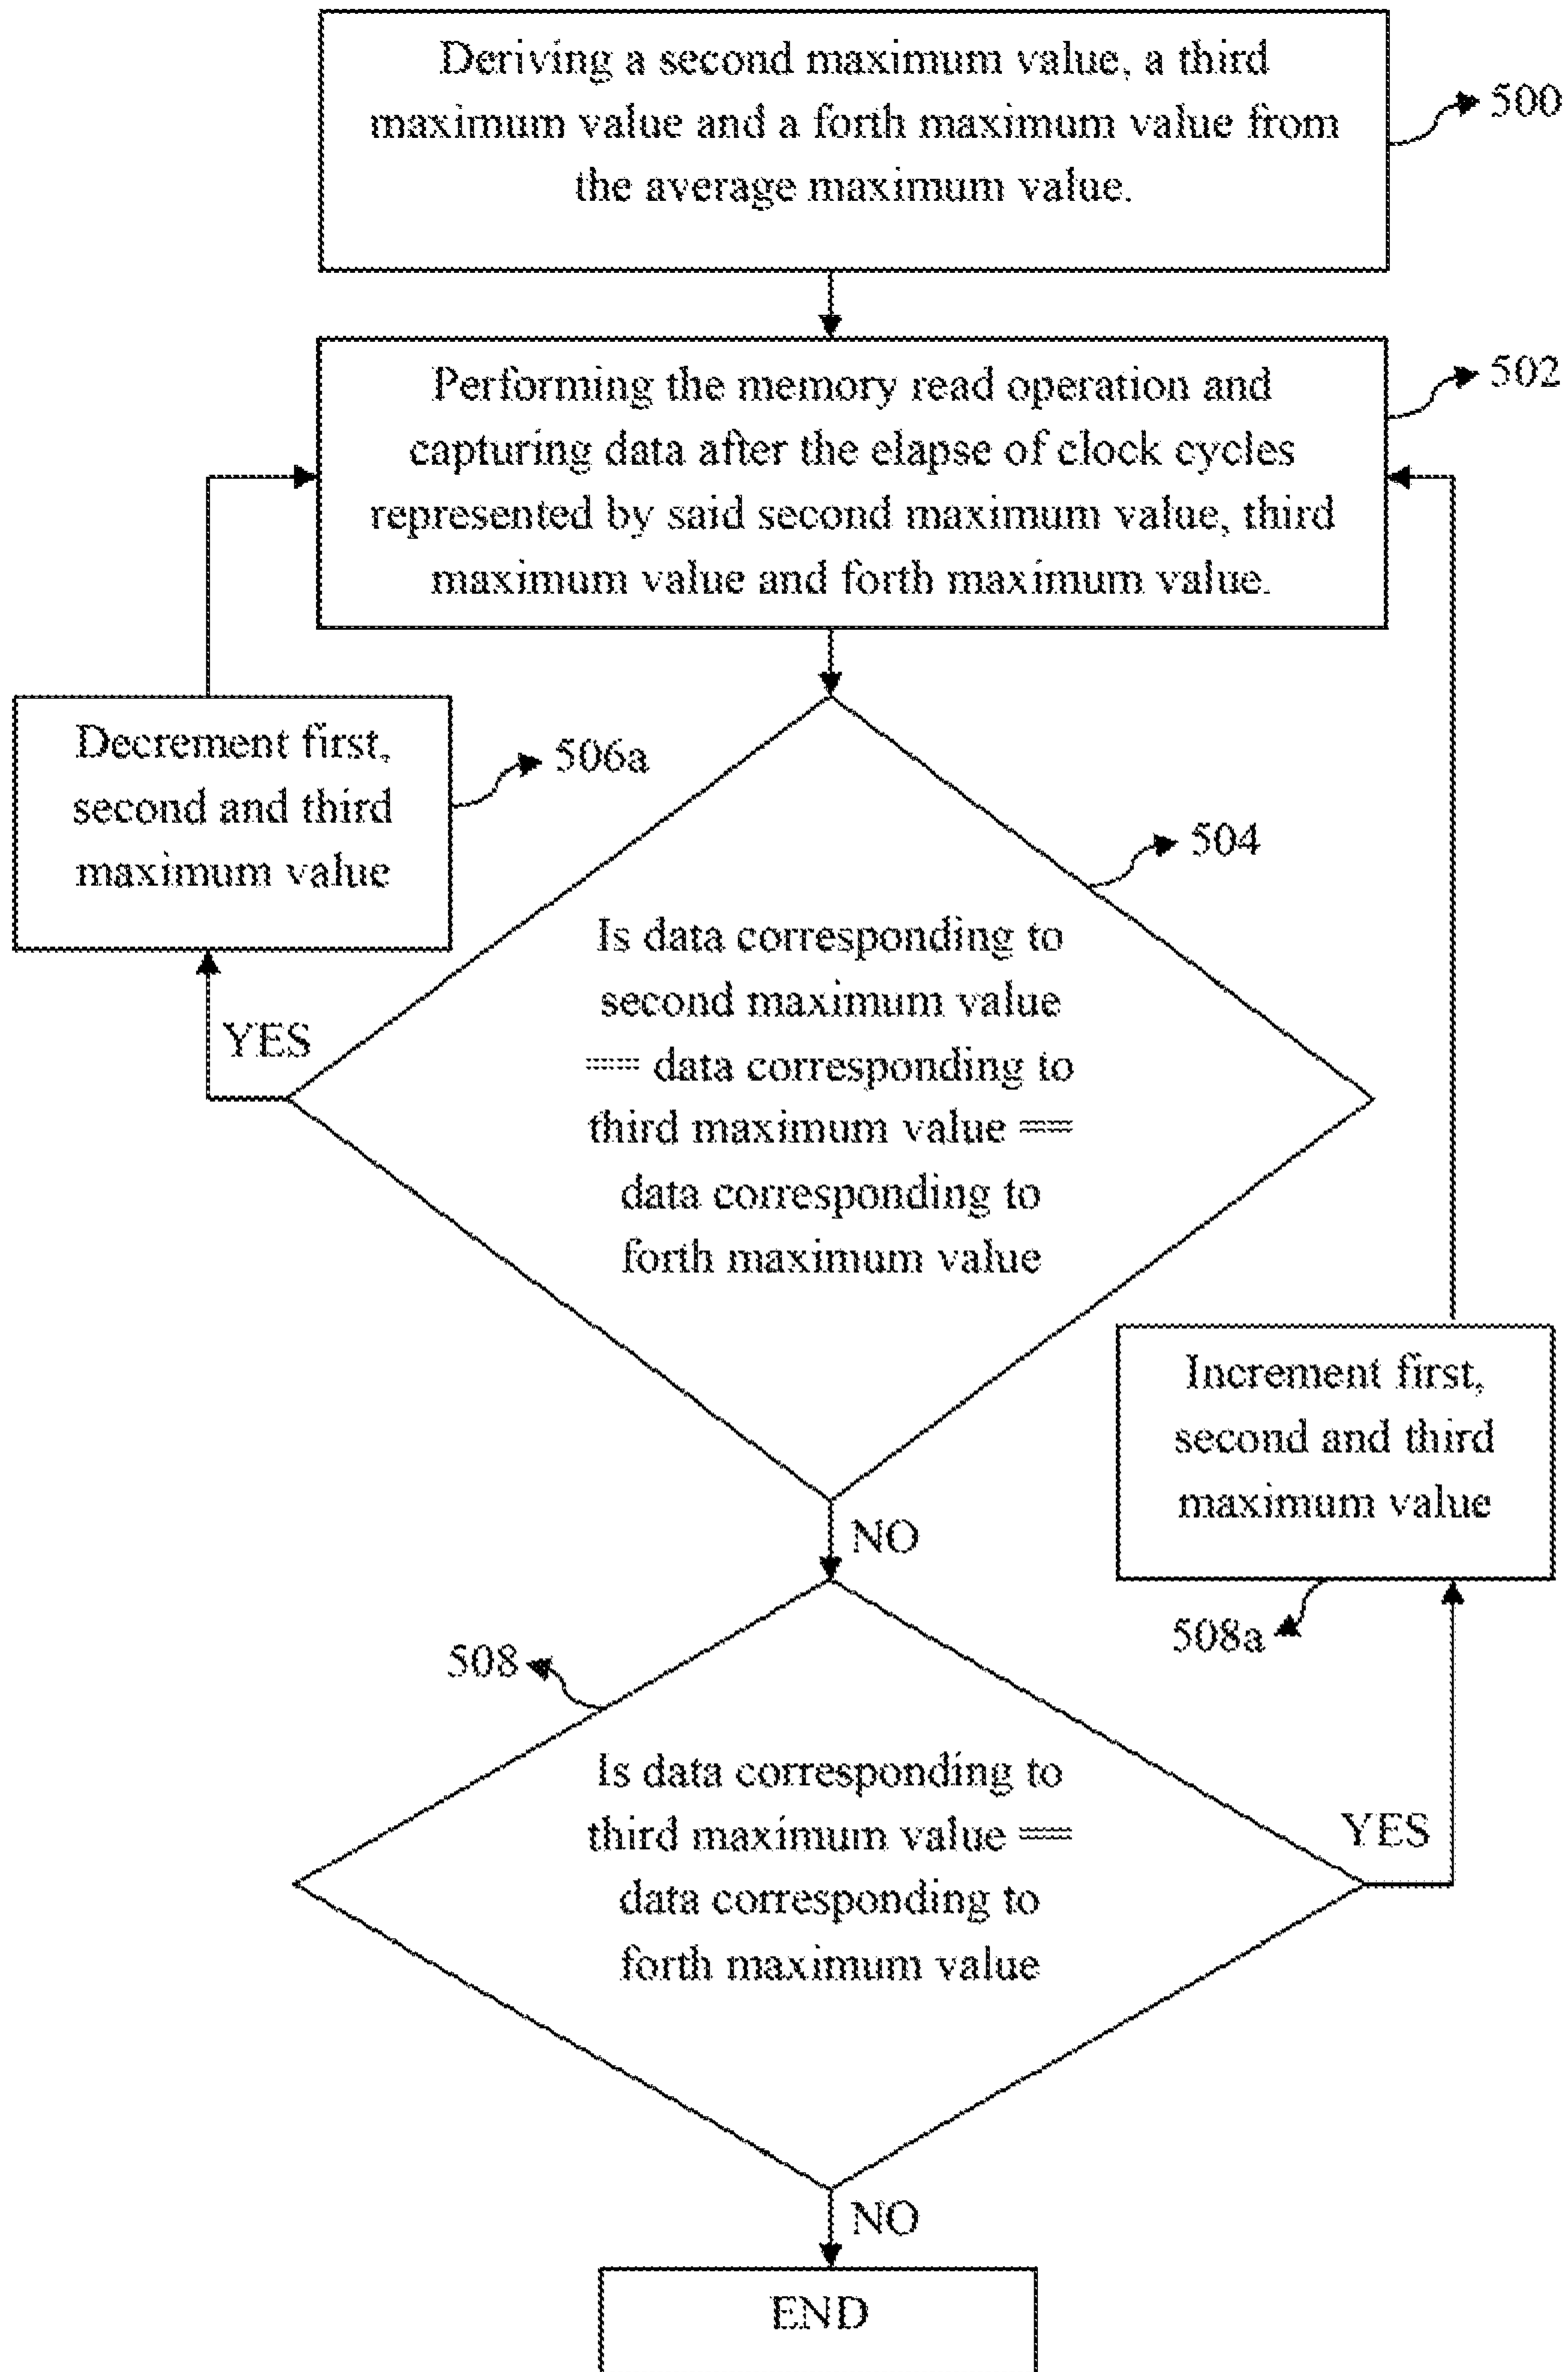 Deriving a second maximum value, a third
maximum value and a forth maximum value from
the average maximum value.
500
Performing the memory read operation and
capturing data after the elapse of clock cycles
represented by said second maximum value, third
maximum value and forth maximum value.
502
Decrement first,
second and third
maximum value
506a
504
Is data corresponding to
second maximum value
== data corresponding to
third maximum value ==
data corresponding to
forth maximum value
YES
NO
Increment first,
second and third
maximum value
508a
508
Is data corresponding to
third maximum value ==
data corresponding to
forth maximum value
YES
NO
END